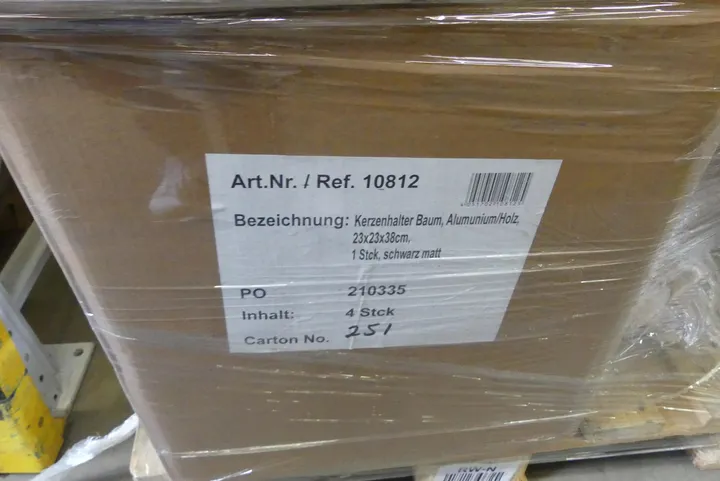 Art.Nr. / Ref. 10812
Bezeichnung: Kerzenhalter Baum, Alumunium/Holz,
23x23x38cm,
1 Stck, schwarz matt
PO 210335
Inhalt: 4 Stck
Carton No. 251
RW-N